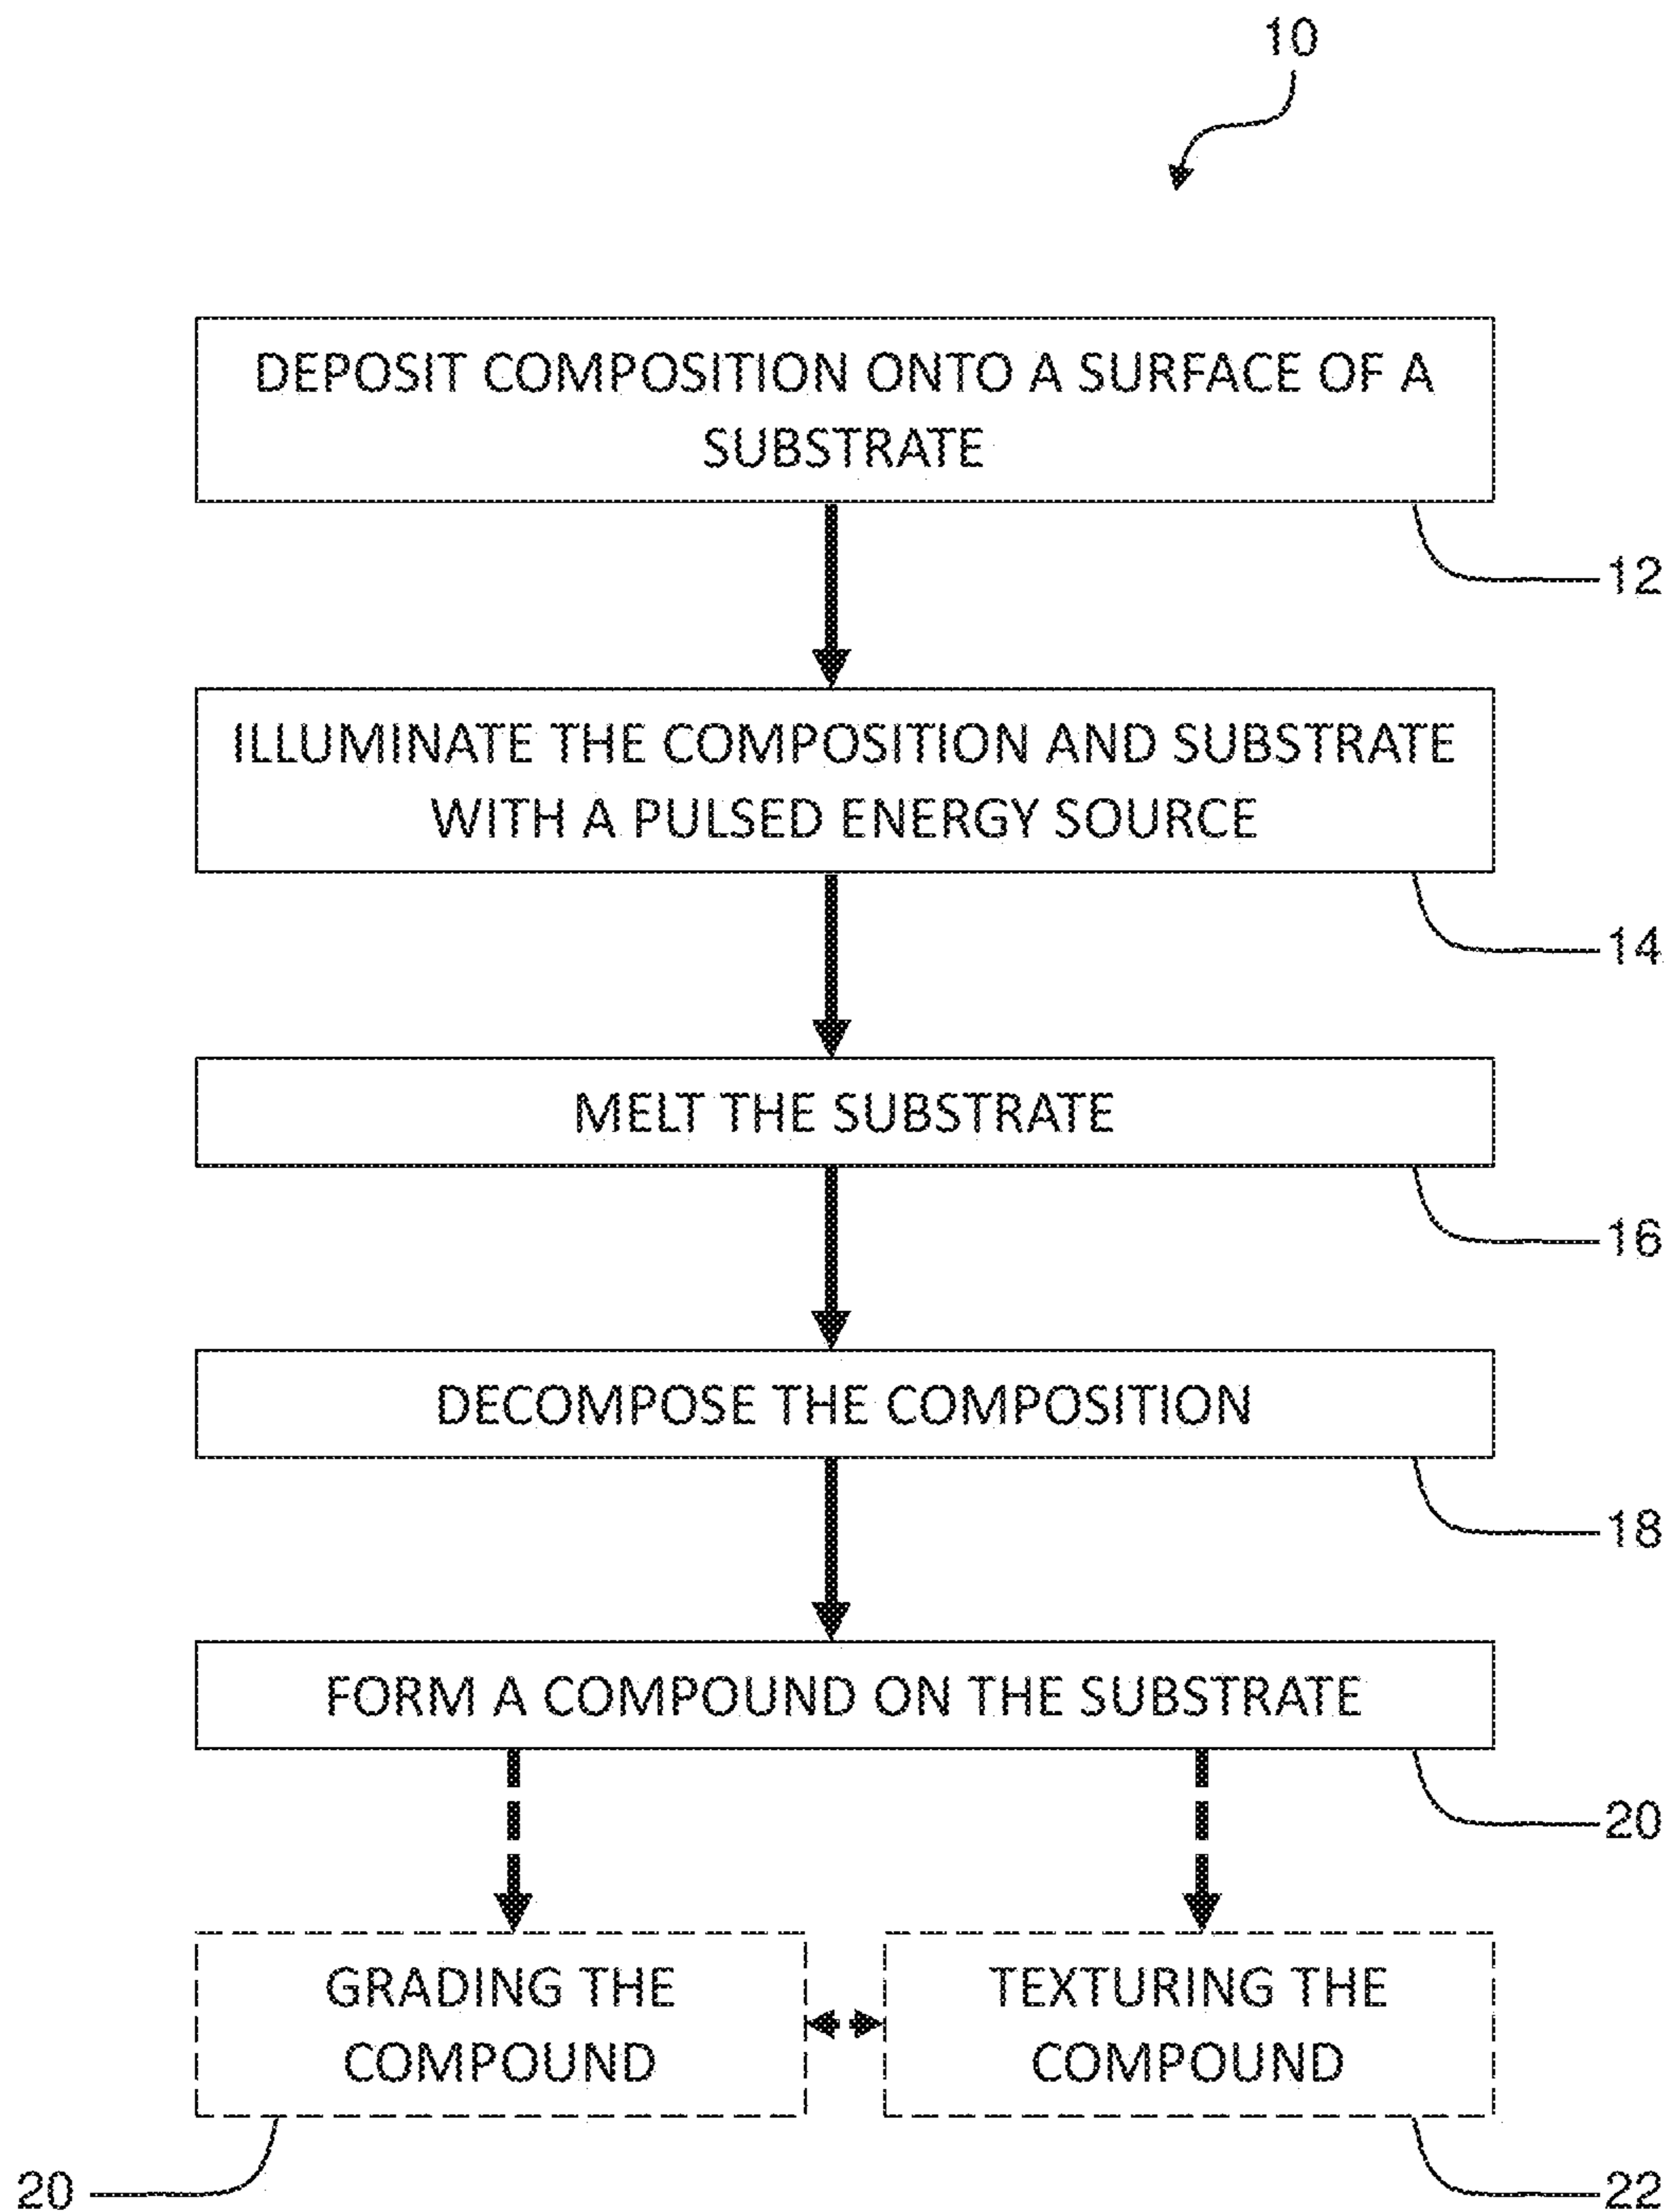 10
DEPOSIT COMPOSITION ONTO A SURFACE OF A
SUBSTRATE
12
ILLUMINATE THE COMPOSITION AND SUBSTRATE
WITH A PULSED ENERGY SOURCE
14
MELT THE SUBSTRATE
16
DECOMPOSE THE COMPOSITION
18
FORM A COMPOUND ON THE SUBSTRATE
20
GRADING THE
COMPOUND
20
TEXTURING THE
COMPOUND
22